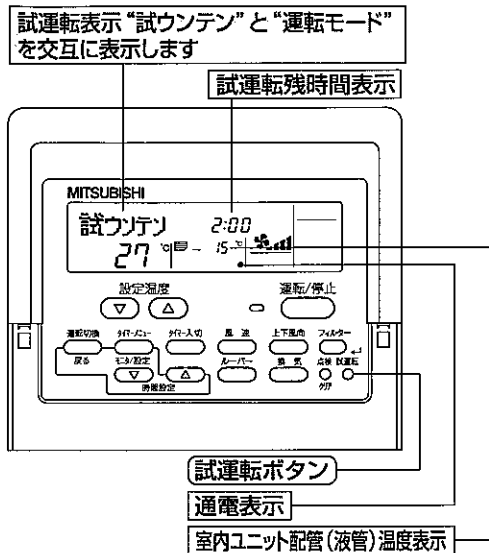 試運転表示“試ウンテン”と“運転モード”
を交互に表示します
試運転残時間表示
MITSUBISHI
試ウンテン 2:00
27 ℃ 15 ℃
設定温度 運転/停止
運転切換 タイマーメニュー タイマー入切 風速 上下風向 フィルター
戻る モニタ/設定 ルーバー 換気 点検 試運転
時間設定 クリア
試運転ボタン
通電表示
室内ユニット配管(液管)温度表示